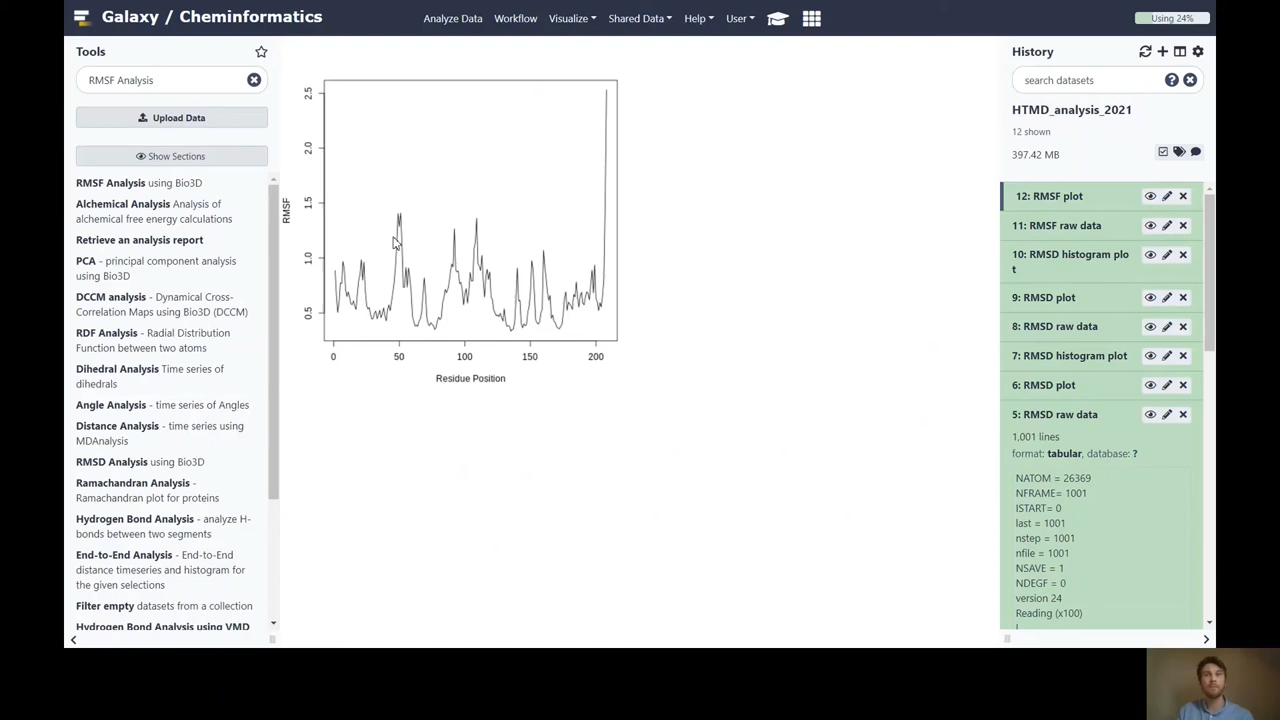 Galaxy / Cheminformatics
Analyze Data
Workflow
Visualize
Shared Data
Help
User
Using 24%
Tools
RMSF Analysis
Upload Data
Show Sections
RMSF Analysis using Bio3D
Alchemical Analysis Analysis of
alchemical free energy calculations
Retrieve an analysis report
PCA - principal component analysis
using Bio3D
DCCM analysis - Dynamical Cross-
Correlation Maps using Bio3D (DCCM)
RDF Analysis - Radial Distribution
Function between two atoms
Dihedral Analysis Time series of
dihedrals
Angle Analysis - time series of Angles
Distance Analysis - time series using
MDAnalysis
RMSD Analysis using Bio3D
Ramachandran Analysis -
Ramachandran plot for proteins
Hydrogen Bond Analysis - analyze H-
bonds between two segments
End-to-End Analysis - End-to-End
distance timeseries and histogram for
the given selections
Filter empty datasets from a collection
Hydrogen Bond Analysis using VMD
RMSF
2.5
2.0
1.5
1.0
0.5
0
50
100
150
200
Residue Position
History
search datasets
HTMD_analysis_2021
12 shown
397.42 MB
12: RMSF plot
11: RMSF raw data
10: RMSD histogram plo
t
9: RMSD plot
8: RMSD raw data
7: RMSD histogram plot
6: RMSD plot
5: RMSD raw data
1,001 lines
format: tabular, database: ?
NATOM = 26369
NFRAME= 1001
ISTART= 0
last = 1001
nstep = 1001
nfile = 1001
NSAVE = 1
NDEGF = 0
version 24
Reading (x100)